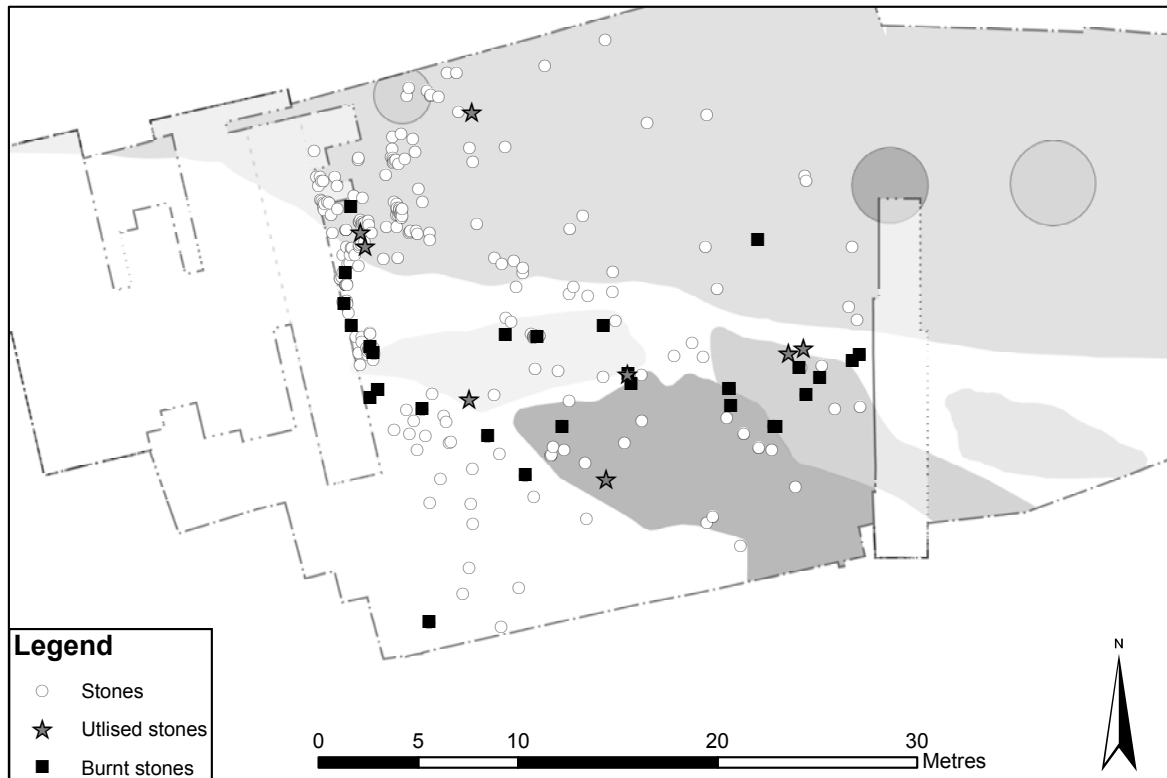 N
Legend
Stones
Utlised stones
Burnt stones
0 5 10 20 30
Metres